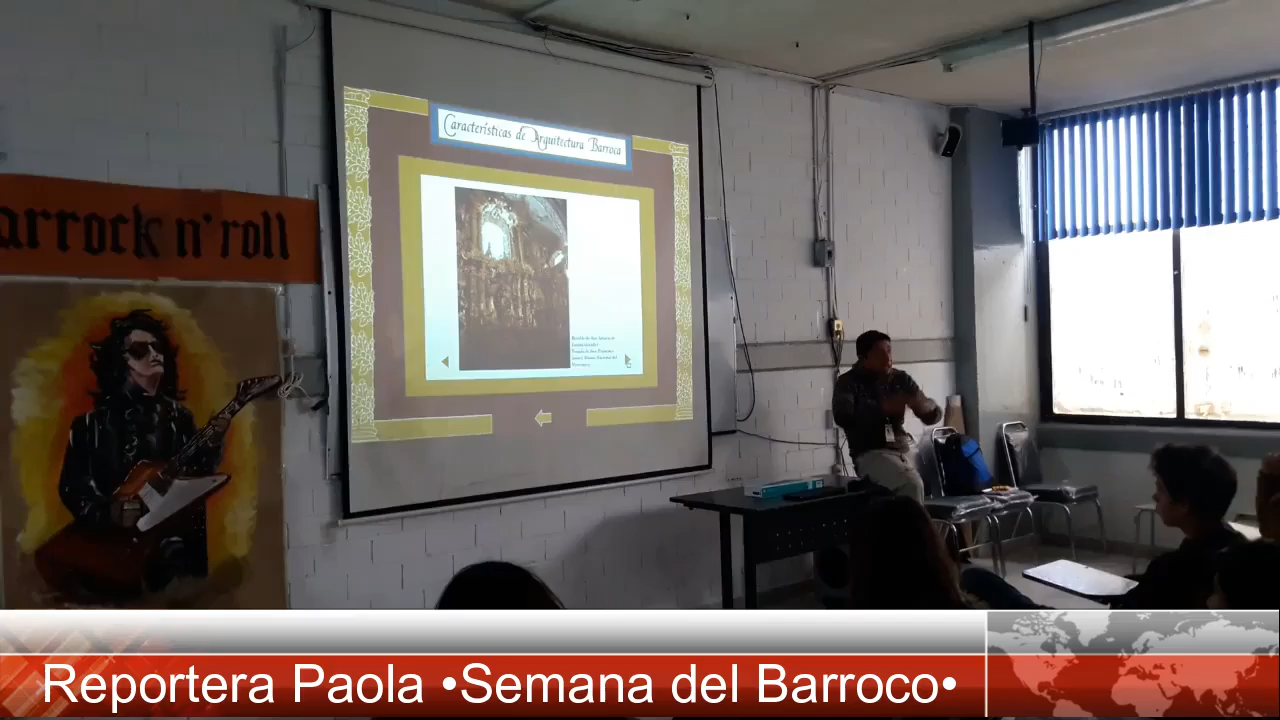 Características de Arquitectura Barroca
arrock n' roll
Reportera Paola •Semana del Barroco•